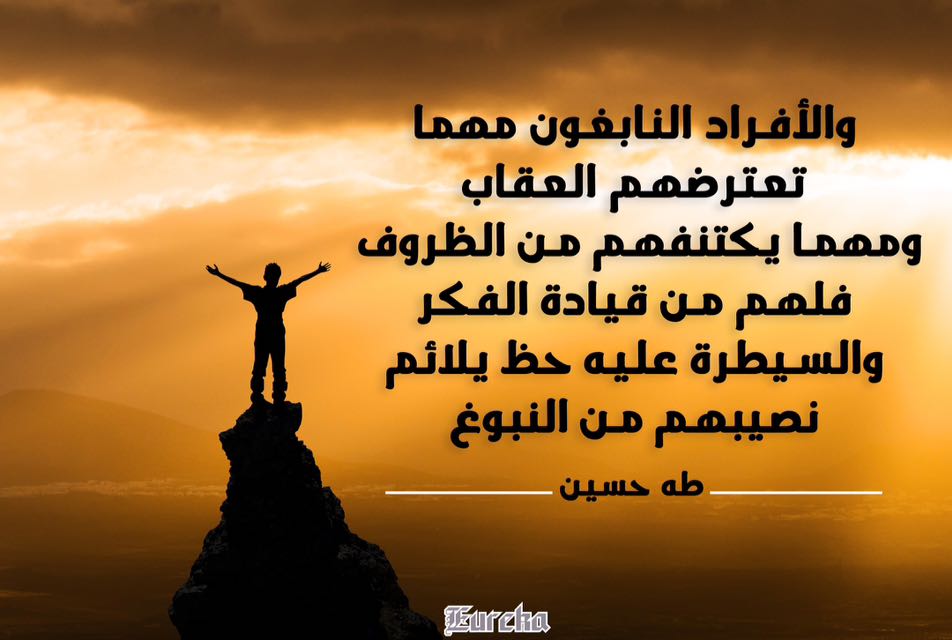 والأفراد النابغون مهما
تعترضهم العقاب
ومهما يكتنفهم من الظروف
فلهم من قيادة الفكر
والسيطرة عليه حظ يلائم
نصيبهم من النبوغ
طه حسين
Eureka